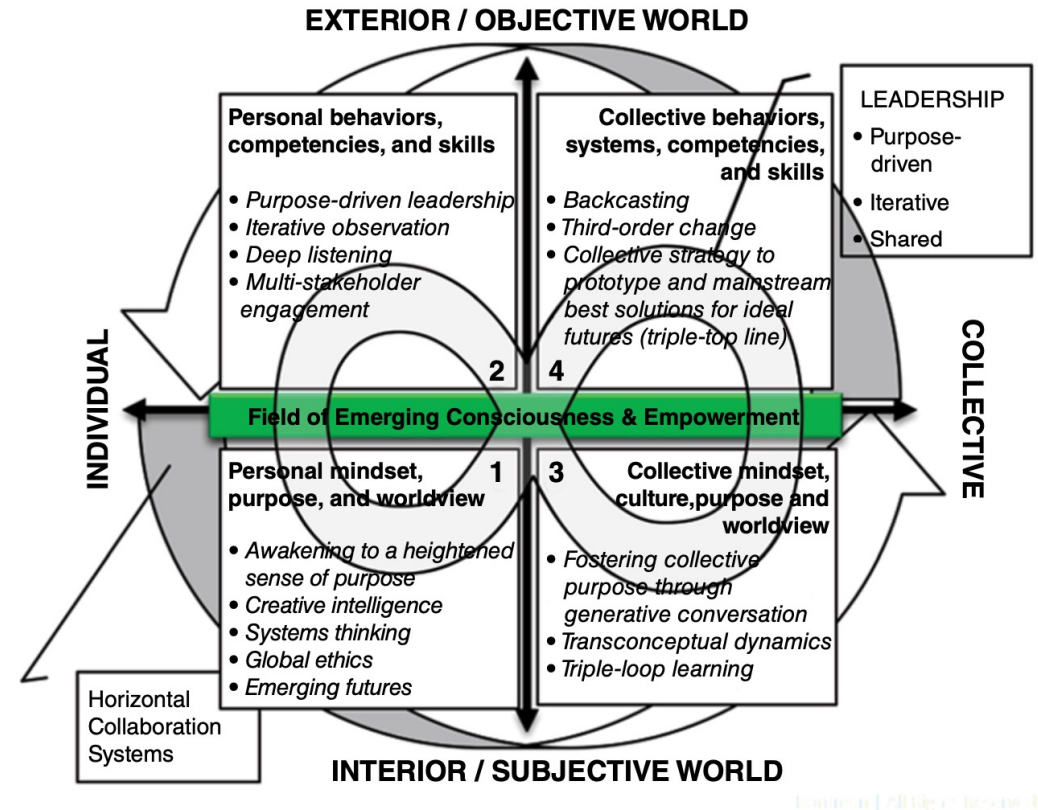 EXTERIOR / OBJECTIVE WORLD
Personal behaviors,
competencies, and skills
• Purpose-driven leadership
• Iterative observation
• Deep listening
• Multi-stakeholder
engagement
2
Collective behaviors,
systems, competencies,
and skills
• Backcasting
• Third-order change
• Collective strategy to
prototype and mainstream
best solutions for ideal
futures (triple-top line)
4
LEADERSHIP
• Purpose-
driven
• Iterative
• Shared
INDIVIDUAL
Field of Emerging Consciousness & Empowerment
COLLECTIVE
Personal mindset,
purpose, and worldview
1
• Awakening to a heightened
sense of purpose
• Creative intelligence
• Systems thinking
• Global ethics
• Emerging futures
3
Collective mindset,
culture,purpose and
worldview
• Fostering collective
purpose through
generative conversation
• Transconceptual dynamics
• Triple-loop learning
Horizontal
Collaboration
Systems
INTERIOR / SUBJECTIVE WORLD